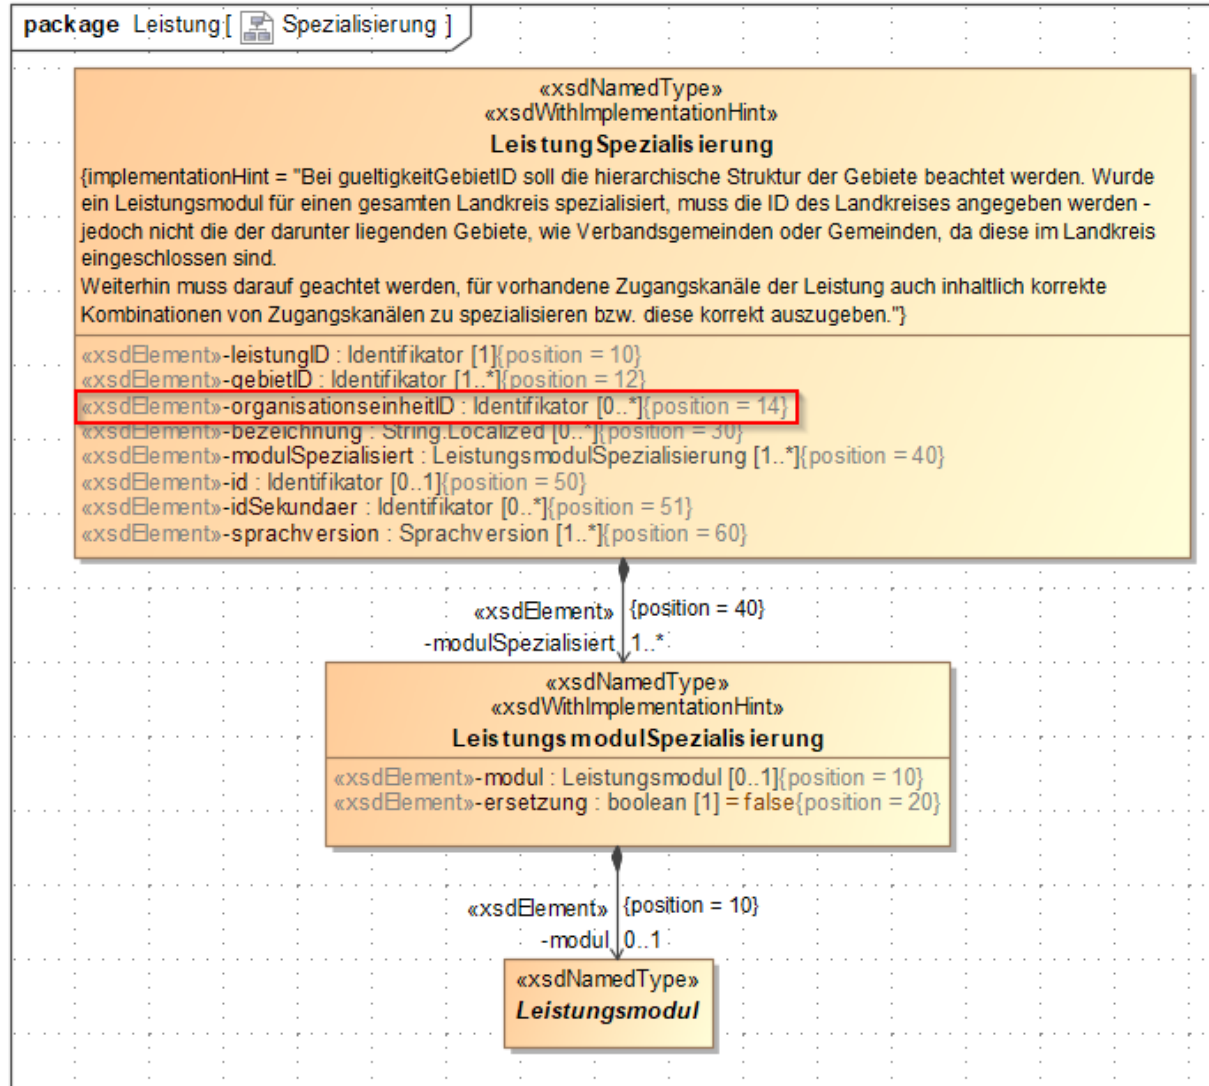 package Leistung [ Spezialisierung ]
«xsdNamedType»
«xsdWithImplementationHint»
LeistungSpezialisierung
{implementationHint = "Bei gueltigkeitGebietID soll die hierarchische Struktur der Gebiete beachtet werden. Wurde
ein Leistungsmodul für einen gesamten Landkreis spezialisiert, muss die ID des Landkreises angegeben werden -
jedoch nicht die der darunter liegenden Gebiete, wie Verbandsgemeinden oder Gemeinden, da diese im Landkreis
eingeschlossen sind.
Weiterhin muss darauf geachtet werden, für vorhandene Zugangskanäle der Leistung auch inhaltlich korrekte
Kombinationen von Zugangskanälen zu spezialisieren bzw. diese korrekt auszugeben."}
«xsdElement»-leistungID : Identifikator [1]{position = 10}
«xsdElement»-gebietID : Identifikator [1..*]{position = 12}
«xsdElement»-organisationseinheitID : Identifikator [0..*]{position = 14}
«xsdElement»-bezeichnung : String.Localized [0..*]{position = 30}
«xsdElement»-modulSpezialisiert : LeistungsmodulSpezialisierung [1..*]{position = 40}
«xsdElement»-id : Identifikator [0..1]{position = 50}
«xsdElement»-idSekundaer : Identifikator [0..*]{position = 51}
«xsdElement»-sprachversion : Sprachversion [1..*]{position = 60}
«xsdElement» {position = 40}
-modulSpezialisiert 1..*
«xsdNamedType»
«xsdWithImplementationHint»
LeistungsmodulSpezialisierung
«xsdElement»-modul : Leistungsmodul [0..1]{position = 10}
«xsdElement»-ersetzung : boolean [1] = false{position = 20}
«xsdElement» {position = 10}
-modul 0..1
«xsdNamedType»
Leistungsmodul